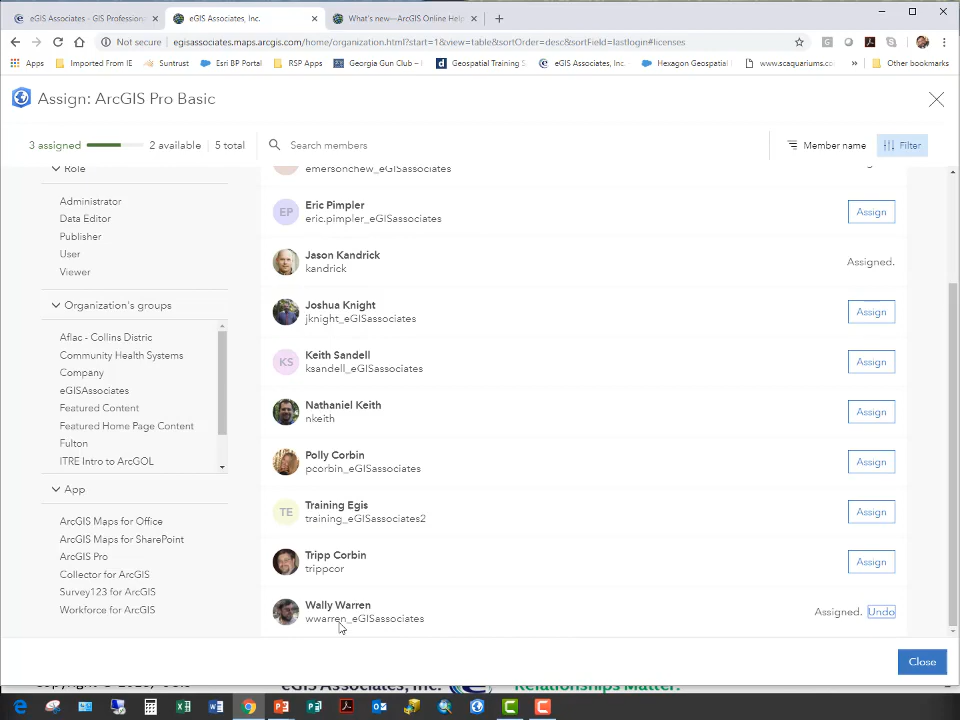 eGIS Associates - GIS Profession
eGIS Associates, Inc.
What's new—ArcGIS Online Help
Not secure
egisassociates.maps.arcgis.com/home/organization.html?start=1&view=table&sortOrder=desc&sortField=lastlogin#licenses
Apps
Imported From IE
Suntrust
Esri BP Portal
RSP Apps
Georgia Gun Club –
Geospatial Training S
eGIS Associates, Inc.
Hexagon Geospatial
www.scaquariums.co
Other bookmarks
Assign: ArcGIS Pro Basic
3 assigned
2 available
5 total
Search members
Member name
Filter
Role
Administrator
Data Editor
Publisher
User
Viewer
Organization's groups
Aflac - Collins Distric
Community Health Systems
Company
eGISAssociates
Featured Content
Featured Home Page Content
Fulton
ITRE Intro to ArcGOL
App
ArcGIS Maps for Office
ArcGIS Maps for SharePoint
ArcGIS Pro
Collector for ArcGIS
Survey123 for ArcGIS
Workforce for ArcGIS
emersonchew_eGISassociates
EP
Eric Pimpler
eric.pimpler_eGISassociates
Assign
Jason Kandrick
kandrick
Assigned.
Joshua Knight
jknight_eGISassociates
Assign
KS
Keith Sandell
ksandell_eGISassociates
Assign
Nathaniel Keith
nkeith
Assign
Polly Corbin
pcorbin_eGISassociates
Assign
TE
Training Egis
training_eGISassociates2
Assign
Tripp Corbin
trippcor
Assign
Wally Warren
wwarren_eGISassociates
Assigned. Undo
Close
eGIS Associates, Inc.
Relationships Matter.